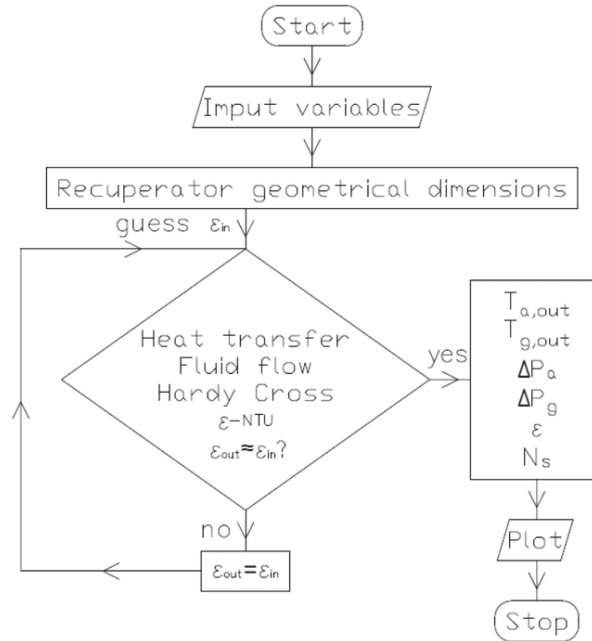 Start
Input variables
Recuperator geometrical dimensions
guess εin
Heat transfer
Fluid flow
Hardy Cross
ε-NTU
εout≈εin?
yes
Ta,out
Tg,out
ΔPa
ΔPg
ε
Ns
no
εout=εin
Plot
Stop